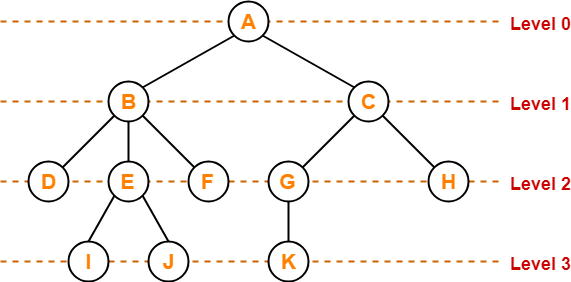 A Level 0
B C Level 1
D E F G H Level 2
I J K Level 3